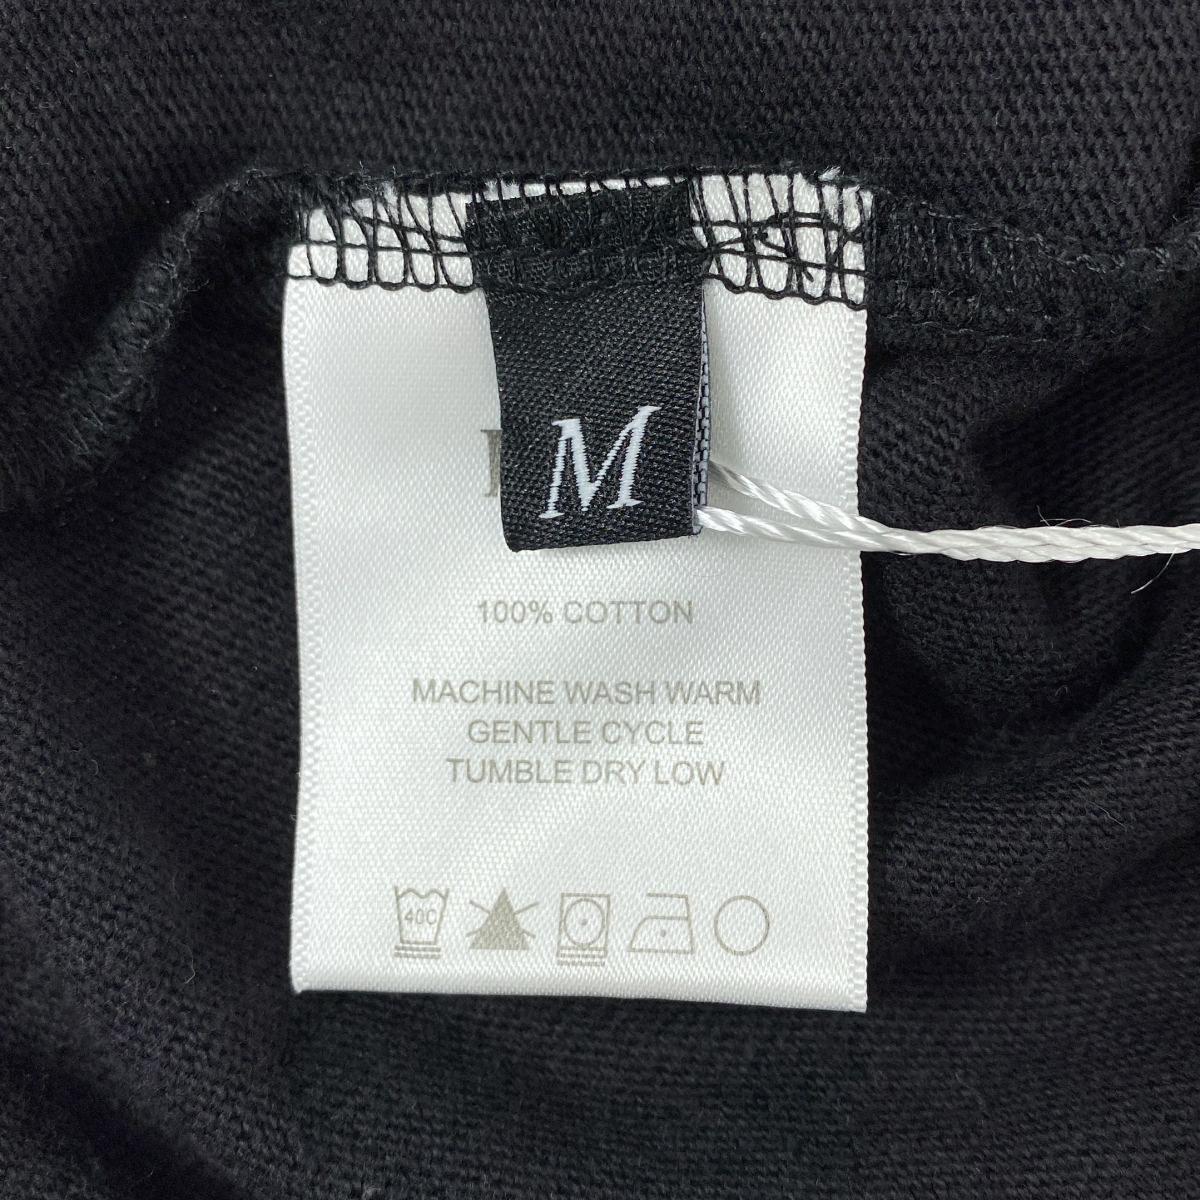 M
100% COTTON
MACHINE WASH WARM
GENTLE CYCLE
TUMBLE DRY LOW
40C